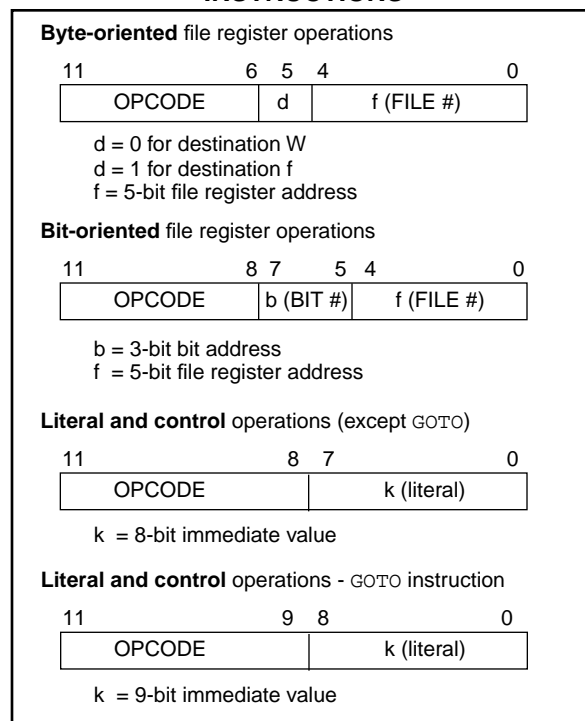 Byte-oriented file register operations
11 6 5 4 0
OPCODE d f (FILE #)
d = 0 for destination W
d = 1 for destination f
f = 5-bit file register address
Bit-oriented file register operations
11 8 7 5 4 0
OPCODE b (BIT #) f (FILE #)
b = 3-bit bit address
f = 5-bit file register address
Literal and control operations (except GOTO)
11 8 7 0
OPCODE k (literal)
k = 8-bit immediate value
Literal and control operations - GOTO instruction
11 9 8 0
OPCODE k (literal)
k = 9-bit immediate value